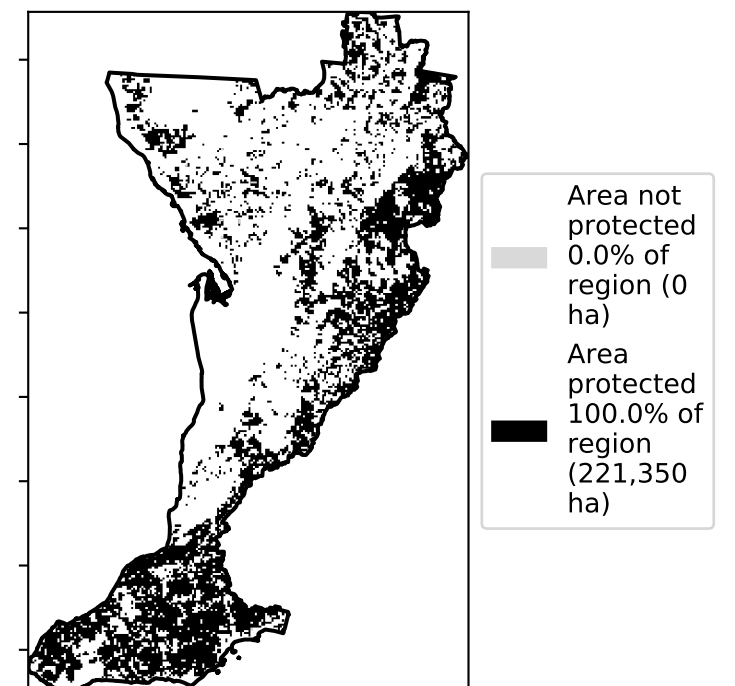 Area not
protected
0.0% of
region (0
ha)
Area
protected
100.0% of
region
(221,350
ha)